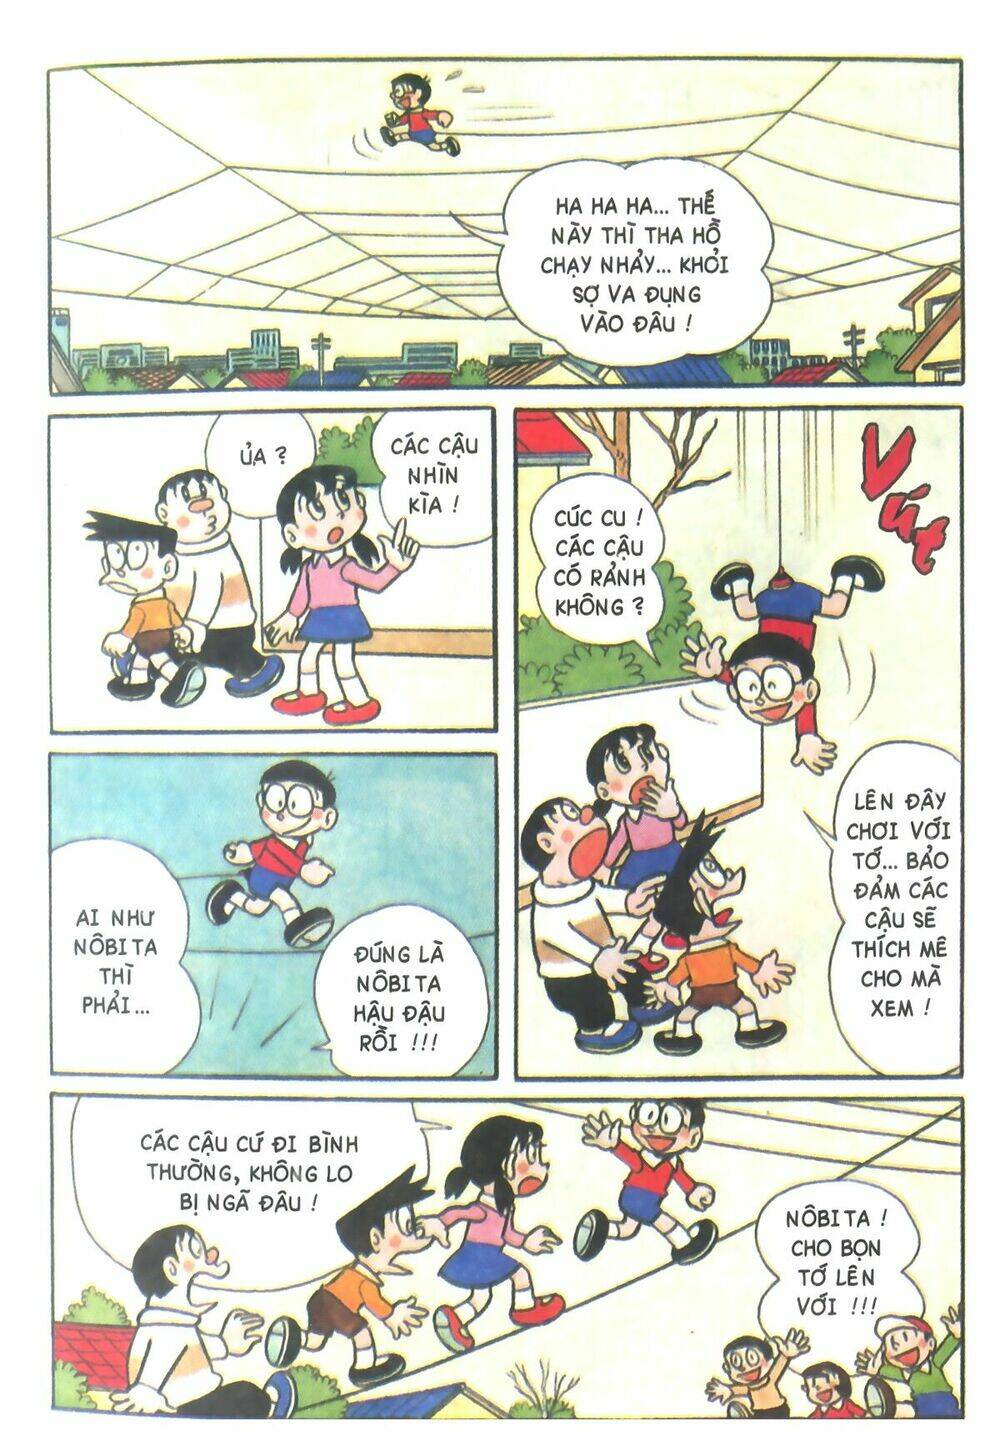 HA HA HA... THẾ
NÀY THÌ THA HỒ
CHẠY NHẢY... KHỎI
SỢ VA ĐỤNG
VÀO ĐÂU !
ỦA ?
CÁC CẬU
NHÌN
KÌA !
Vút
CÚC CU !
CÁC CẬU
CÓ RẢNH
KHÔNG ?
LÊN ĐÂY
CHƠI VỚI
TỚ... BẢO
ĐẢM CÁC
CẬU SẼ
THÍCH MÊ
CHO MÀ
XEM !
AI NHƯ
NÔBITA
THÌ
PHẢI...
ĐÚNG LÀ
NÔBITA
HẬU ĐẬU
RỒI !!!
CÁC CẬU CỨ ĐI BÌNH
THƯỜNG, KHÔNG LO
BỊ NGÃ ĐÂU !
NÔBITA !
CHO BỌN
TỚ LÊN
VỚI !!!